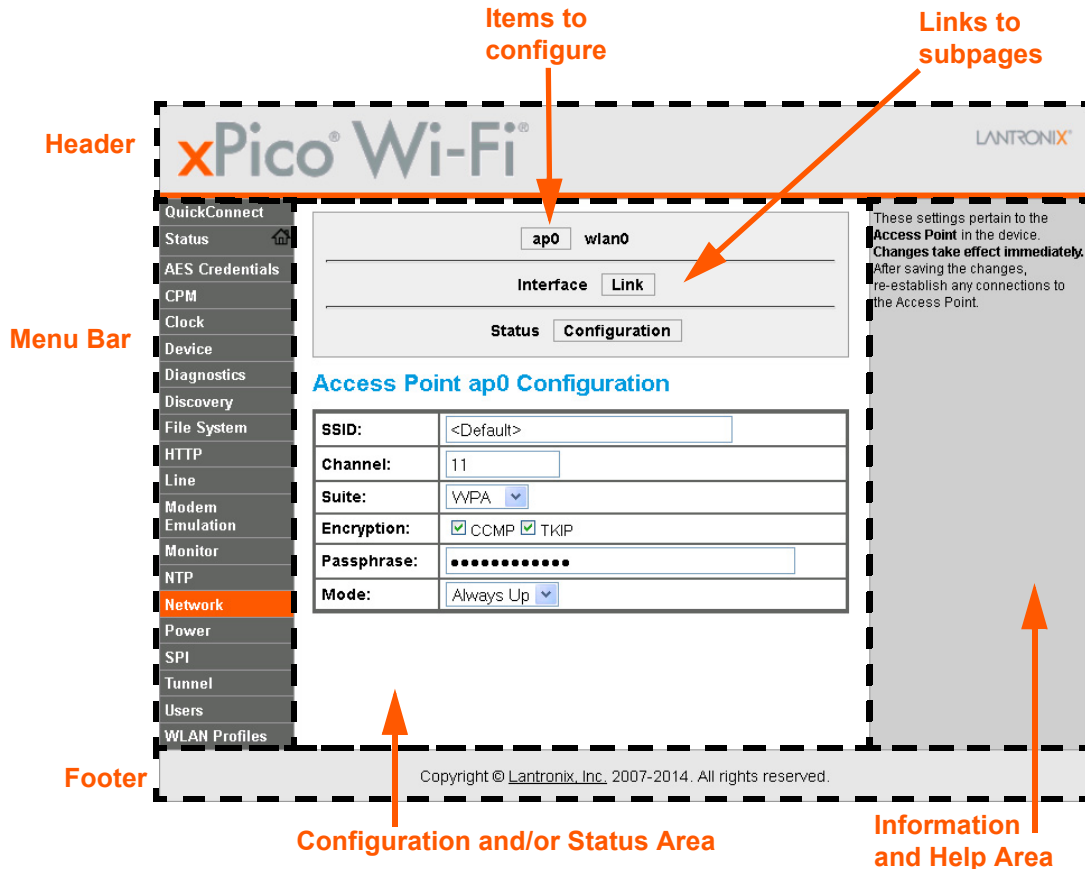 Items to
configure
Links to
subpages
Header
xPico® Wi-Fi®
LANTRONIX®
Menu Bar
QuickConnect
Status
AES Credentials
CPM
Clock
Device
Diagnostics
Discovery
File System
HTTP
Line
Modem
Emulation
Monitor
NTP
Network
Power
SPI
Tunnel
Users
WLAN Profiles
ap0 wlan0
Interface Link
Status Configuration
Access Point ap0 Configuration
SSID: <Default>
Channel: 11
Suite: WPA
Encryption: CCMP TKIP
Passphrase: ●●●●●●●●●●●●
Mode: Always Up
These settings pertain to the
Access Point in the device.
Changes take effect immediately.
After saving the changes,
re-establish any connections to
the Access Point.
Footer
Copyright © Lantronix, Inc. 2007-2014. All rights reserved.
Configuration and/or Status Area
Information
and Help Area